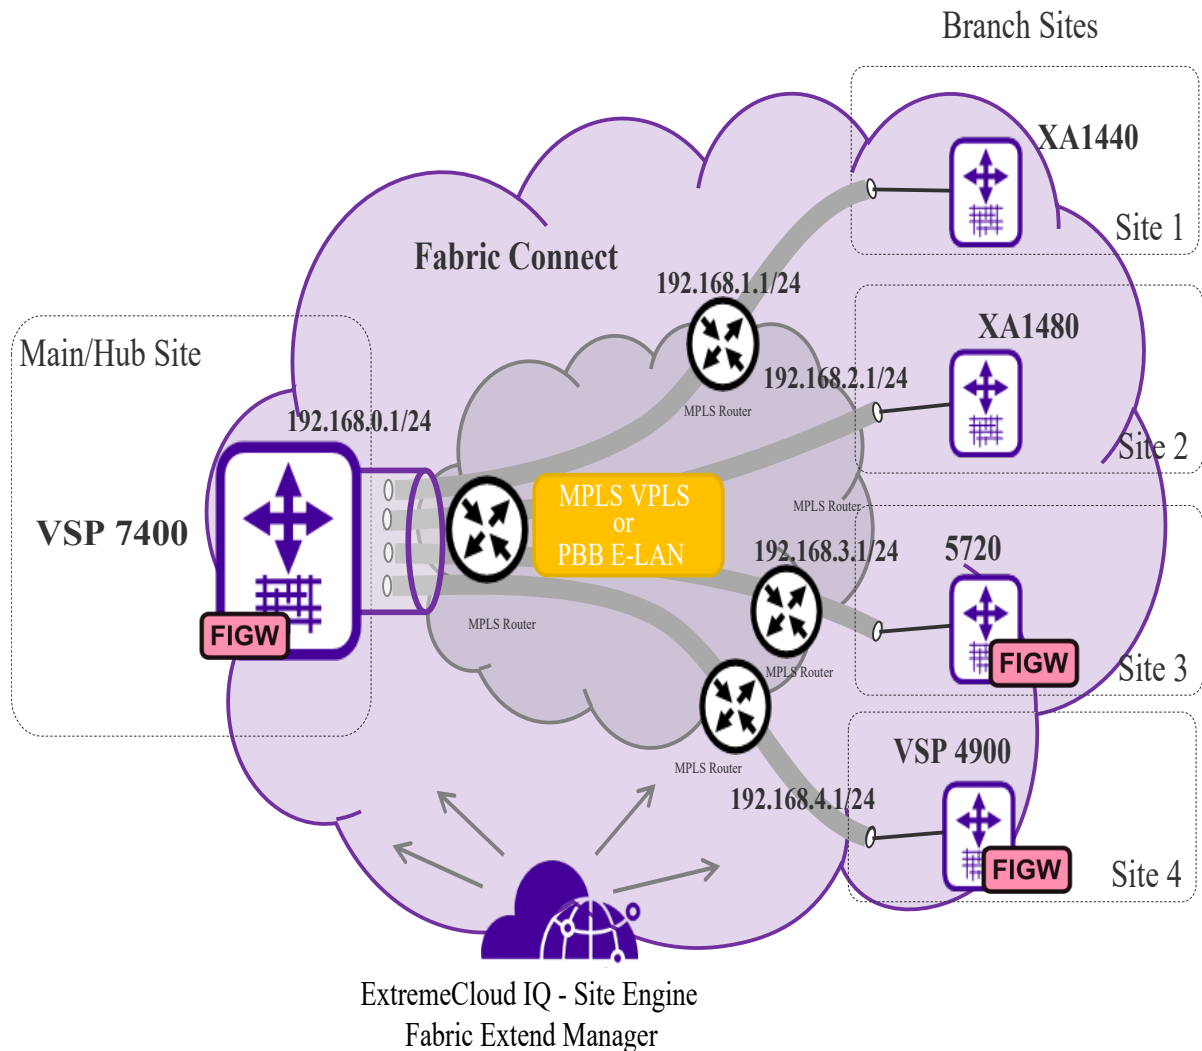 Branch Sites
XA1440
Site 1
Fabric Connect
192.168.1.1/24
XA1480
Main/Hub Site
192.168.2.1/24
MPLS Router
192.168.0.1/24
Site 2
MPLS VPLS
or
PBB E-LAN
MPLS Router
VSP 7400
192.168.3.1/24
5720
FIGW
MPLS Router
MPLS Router
FIGW
Site 3
VSP 4900
MPLS Router
192.168.4.1/24
FIGW
Site 4
ExtremeCloud IQ - Site Engine
Fabric Extend Manager